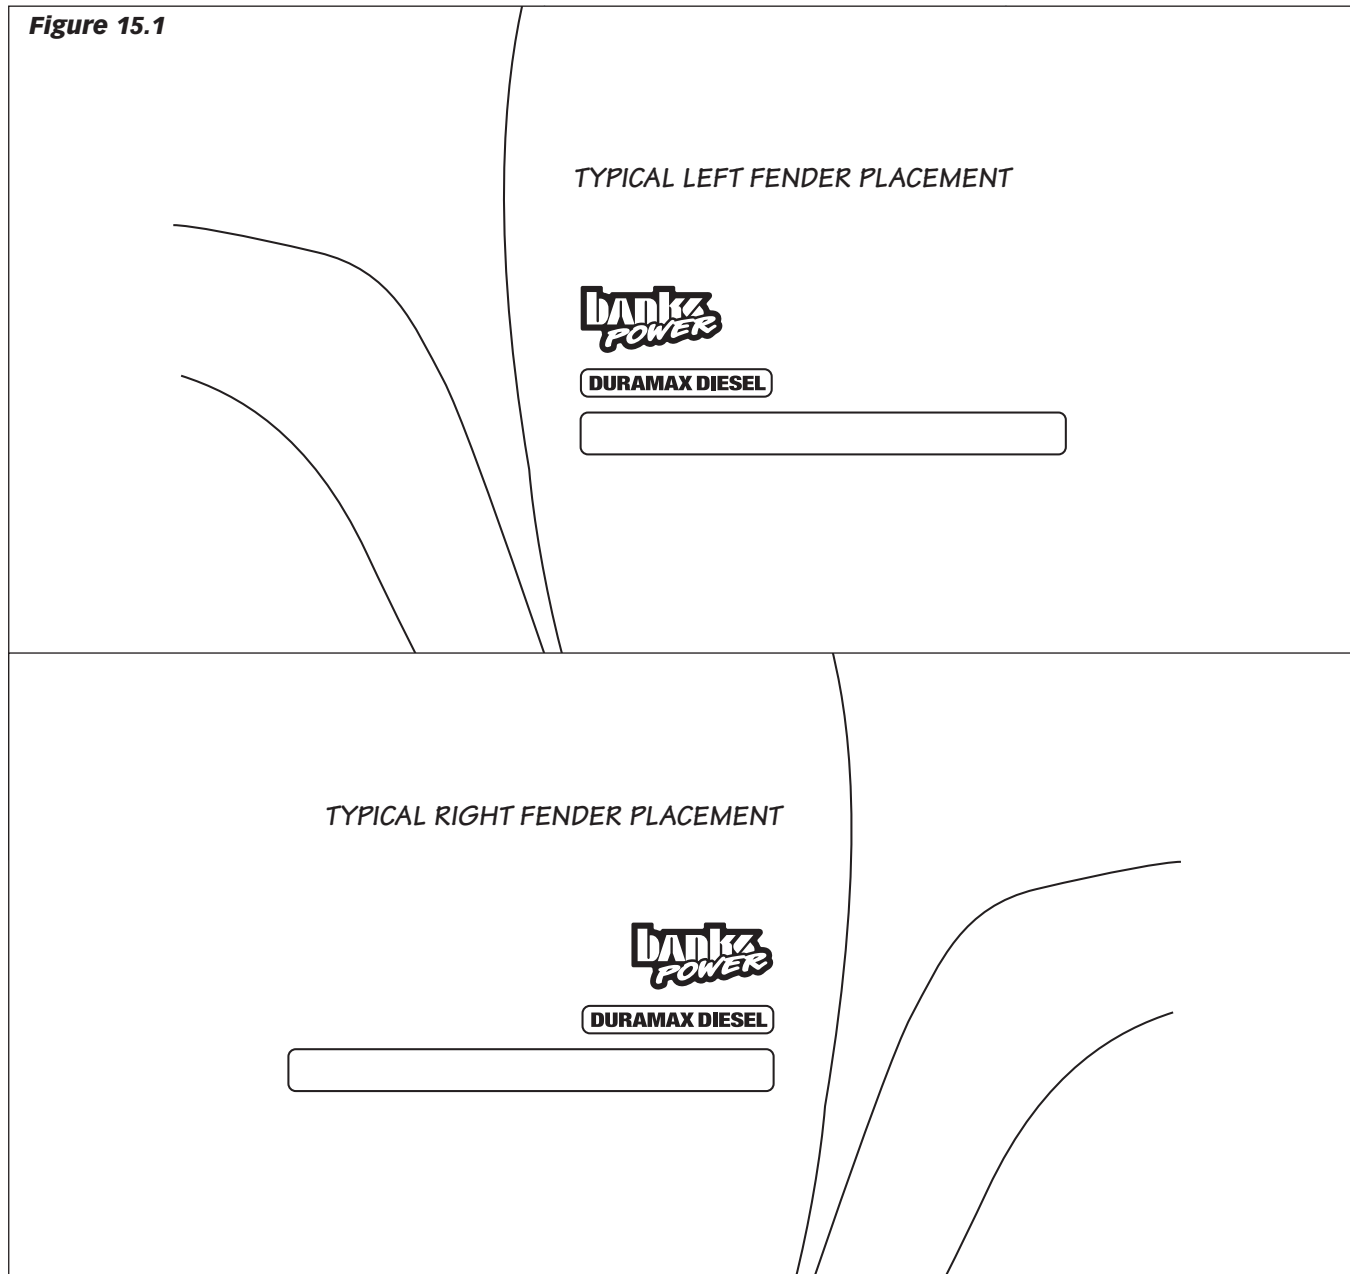 Figure 15.1
TYPICAL LEFT FENDER PLACEMENT
banks
POWER
DURAMAX DIESEL
TYPICAL RIGHT FENDER PLACEMENT
banks
POWER
DURAMAX DIESEL